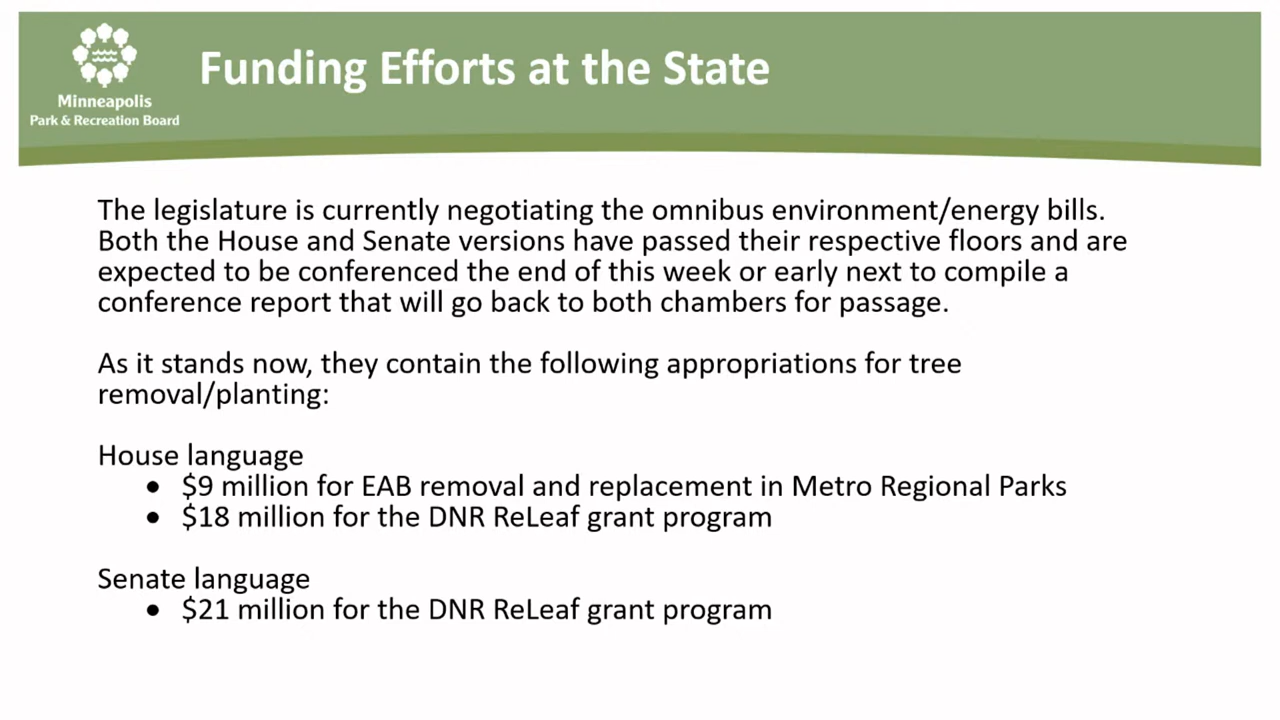 Minneapolis
Park & Recreation Board
Funding Efforts at the State
The legislature is currently negotiating the omnibus environment/energy bills.
Both the House and Senate versions have passed their respective floors and are
expected to be conferenced the end of this week or early next to compile a
conference report that will go back to both chambers for passage.
As it stands now, they contain the following appropriations for tree
removal/planting:
House language
• $9 million for EAB removal and replacement in Metro Regional Parks
• $18 million for the DNR ReLeaf grant program
Senate language
• $21 million for the DNR ReLeaf grant program